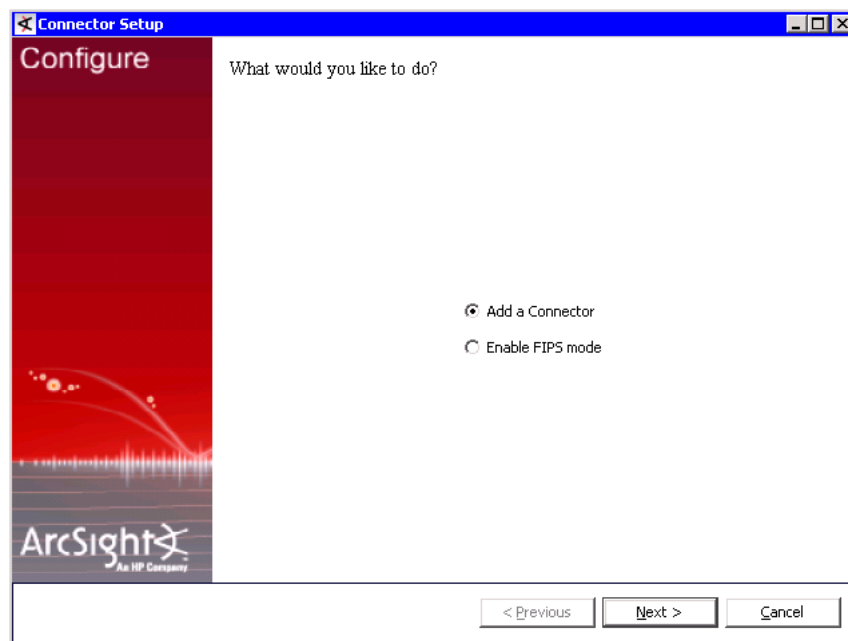 Connector Setup
Configure
What would you like to do?
Add a Connector
Enable FIPS mode
ArcSight
An HP Company
< Previous
Next >
Cancel